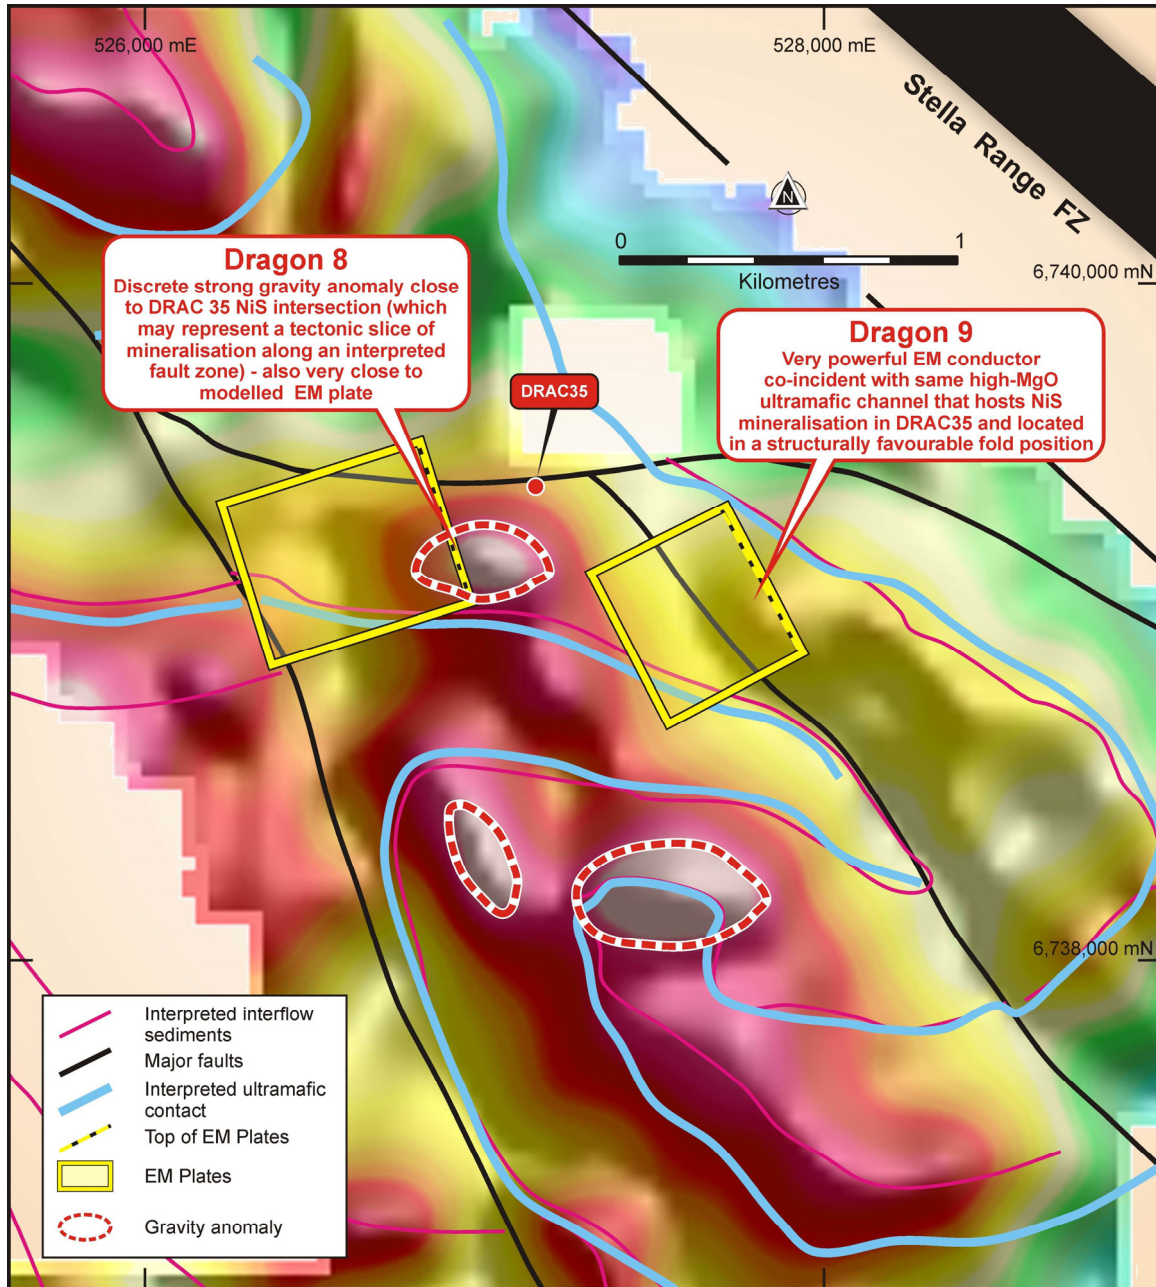 526,000 mE
528,000 mE
Stella Range FZ
N
0
1
Kilometres
6,740,000 mN
Dragon 8
Discrete strong gravity anomaly close
to DRAC 35 NiS intersection (which
may represent a tectonic slice of
mineralisation along an interpreted
fault zone) - also very close to
modelled EM plate
DRAC35
Dragon 9
Very powerful EM conductor
co-incident with same high-MgO
ultramafic channel that hosts NiS
mineralisation in DRAC35 and located
in a structurally favourable fold position
6,738,000 mN
Interpreted interflow
sediments
Major faults
Interpreted ultramafic
contact
Top of EM Plates
EM Plates
Gravity anomaly